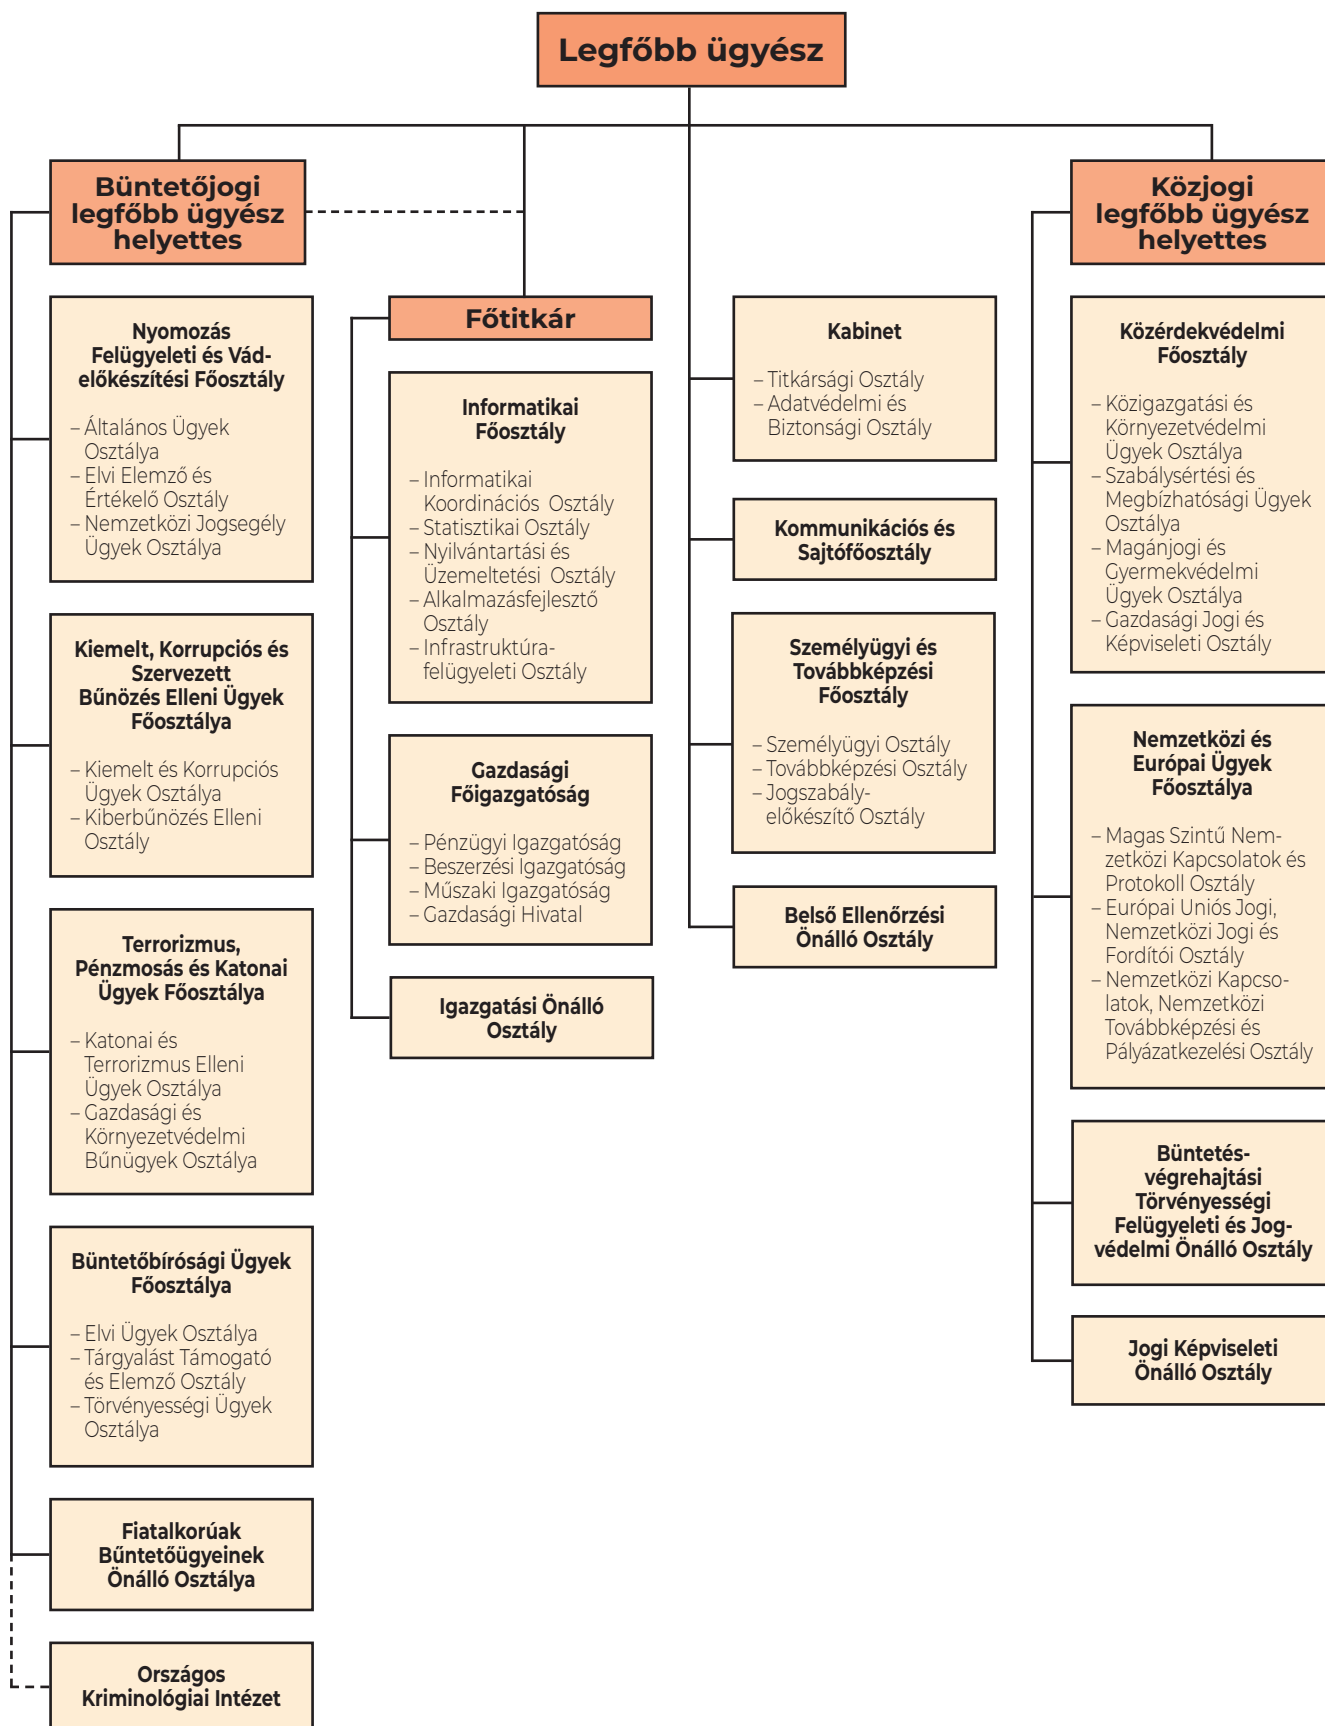 Legfőbb ügyész
Büntetőjogi
legfőbb ügyész
helyettes
Nyomozás
Felügyeleti és Vád-
előkészítési Főosztály
– Általános Ügyek
Osztálya
– Elvi Elemző és
Értékelő Osztály
– Nemzetközi Jogsegély
Ügyek Osztálya
Kiemelt, Korrupciós és
Szervezett
Bűnözés Elleni Ügyek
Főosztálya
– Kiemelt és Korrupciós
Ügyek Osztálya
– Kiberbűnözés Elleni
Osztály
Terrorizmus,
Pénzmosás és Katonai
Ügyek Főosztálya
– Katonai és
Terrorizmus Elleni
Ügyek Osztálya
– Gazdasági és
Környezetvédelmi
Bűnügyek Osztálya
Büntetőbírósági Ügyek
Főosztálya
– Elvi Ügyek Osztálya
– Tárgyalást Támogató
és Elemző Osztály
– Törvényességi Ügyek
Osztálya
Fiatalkorúak
Bűntetőügyeinek
Önálló Osztálya
Országos
Kriminológiai Intézet
Főtitkár
Informatikai
Főosztály
– Informatikai
Koordinációs Osztály
– Statisztikai Osztály
– Nyilvántartási és
Üzemeltetési Osztály
– Alkalmazásfejlesztő
Osztály
– Infrastruktúra-
felügyeleti Osztály
Gazdasági
Főigazgatóság
– Pénzügyi Igazgatóság
– Beszerzési Igazgatóság
– Műszaki Igazgatóság
– Gazdasági Hivatal
Igazgatási Önálló
Osztály
Kabinet
– Titkársági Osztály
– Adatvédelmi és
Biztonsági Osztály
Kommunikációs és
Sajtófőosztály
Személyügyi és
Továbbképzési
Főosztály
– Személyügyi Osztály
– Továbbképzési Osztály
– Jogszabály-
előkészítő Osztály
Belső Ellenőrzési
Önálló Osztály
Közjogi
legfőbb ügyész
helyettes
Közérdekvédelmi
Főosztály
– Közigazgatási és
Környezetvédelmi
Ügyek Osztálya
– Szabálysértési és
Megbízhatósági Ügyek
Osztálya
– Magánjogi és
Gyermekvédelmi
Ügyek Osztálya
– Gazdasági Jogi és
Képviseleti Osztály
Nemzetközi és
Európai Ügyek
Főosztálya
– Magas Szintű Nem-
zetközi Kapcsolatok és
Protokoll Osztály
– Európai Uniós Jogi,
Nemzetközi Jogi és
Fordítói Osztály
– Nemzetközi Kapcso-
latok, Nemzetközi
Továbbképzési és
Pályázatkezelési Osztály
Büntetés-
végrehajtási
Törvényességi
Felügyeleti és Jog-
védelmi Önálló Osztály
Jogi Képviseleti
Önálló Osztály